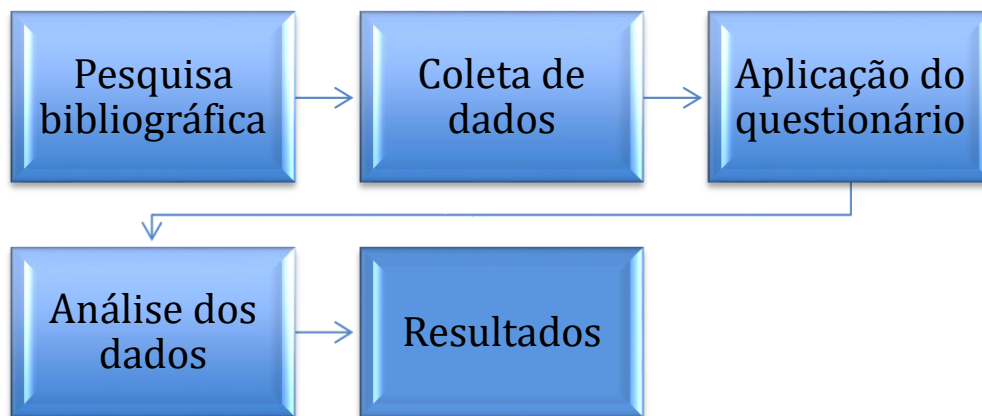 Pesquisa
bibliográfica
Coleta de
dados
Aplicação do
questionário
Análise dos
dados
Resultados